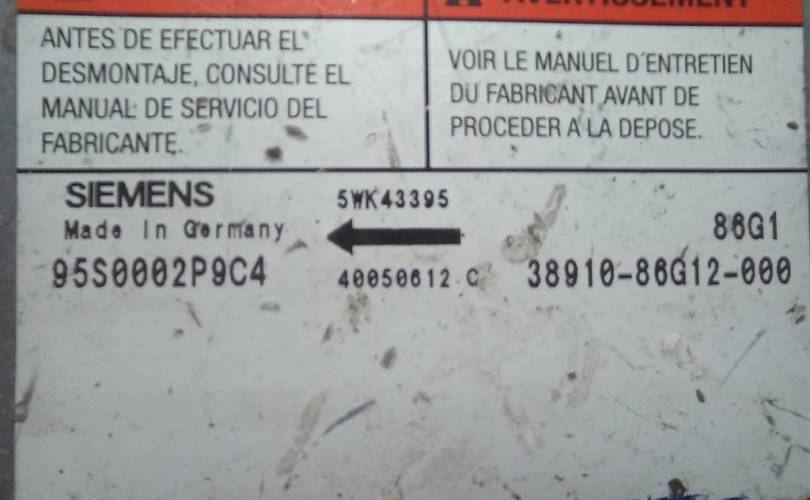 AVERTISSEMENT
ANTES DE EFECTUAR EL
DESMONTAJE, CONSULTE EL
MANUAL DE SERVICIO DEL
FABRICANTE.
VOIR LE MANUEL D´ENTRETIEN
DU FABRICANT AVANT DE
PROCEDER A LA DEPOSE.
SIEMENS
5WK43395
Made in Germany
86G1
95S0002P9C4
40050612 C
38910-86G12-000